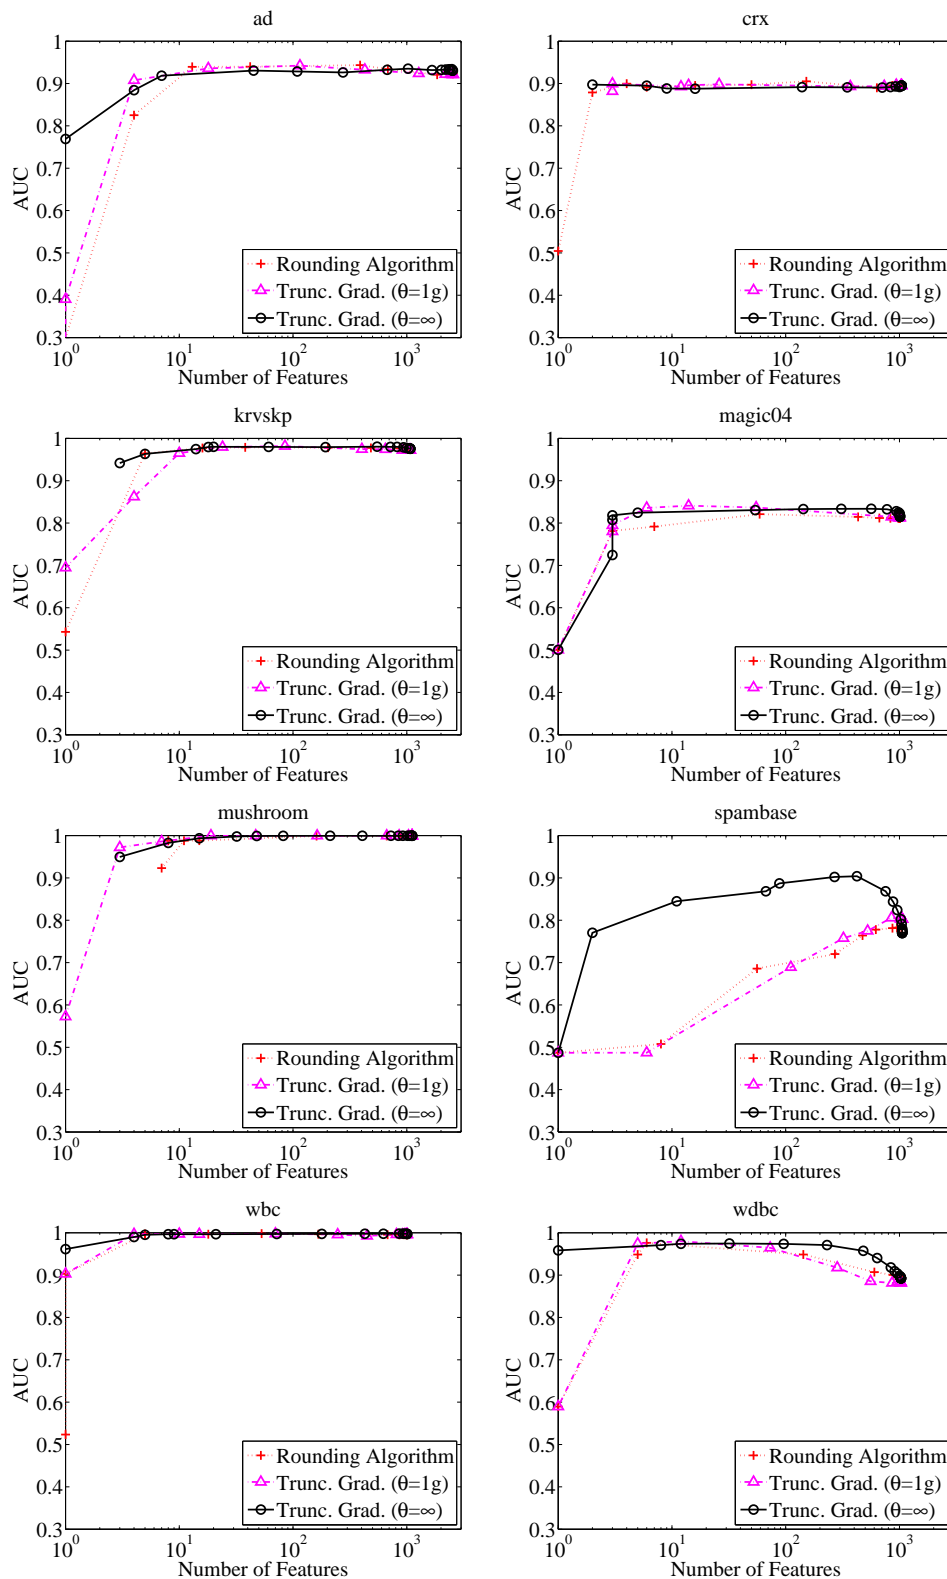 ad
1
0.9
0.8
0.7
0.6
0.5
0.4
0.3
AUC
Rounding Algorithm
Trunc. Grad. (θ=1g)
Trunc. Grad. (θ=∞)
10^0 10^1 10^2 10^3
Number of Features
crx
1
0.9
0.8
0.7
0.6
0.5
0.4
0.3
AUC
Rounding Algorithm
Trunc. Grad. (θ=1g)
Trunc. Grad. (θ=∞)
10^0 10^1 10^2 10^3
Number of Features
krvskp
1
0.9
0.8
0.7
0.6
0.5
0.4
0.3
AUC
Rounding Algorithm
Trunc. Grad. (θ=1g)
Trunc. Grad. (θ=∞)
10^0 10^1 10^2 10^3
Number of Features
magic04
1
0.9
0.8
0.7
0.6
0.5
0.4
0.3
AUC
Rounding Algorithm
Trunc. Grad. (θ=1g)
Trunc. Grad. (θ=∞)
10^0 10^1 10^2 10^3
Number of Features
mushroom
1
0.9
0.8
0.7
0.6
0.5
0.4
0.3
AUC
Rounding Algorithm
Trunc. Grad. (θ=1g)
Trunc. Grad. (θ=∞)
10^0 10^1 10^2 10^3
Number of Features
spambase
1
0.9
0.8
0.7
0.6
0.5
0.4
0.3
AUC
Rounding Algorithm
Trunc. Grad. (θ=1g)
Trunc. Grad. (θ=∞)
10^0 10^1 10^2 10^3
Number of Features
wbc
1
0.9
0.8
0.7
0.6
0.5
0.4
0.3
AUC
Rounding Algorithm
Trunc. Grad. (θ=1g)
Trunc. Grad. (θ=∞)
10^0 10^1 10^2 10^3
Number of Features
wdbc
1
0.9
0.8
0.7
0.6
0.5
0.4
0.3
AUC
Rounding Algorithm
Trunc. Grad. (θ=1g)
Trunc. Grad. (θ=∞)
10^0 10^1 10^2 10^3
Number of Features